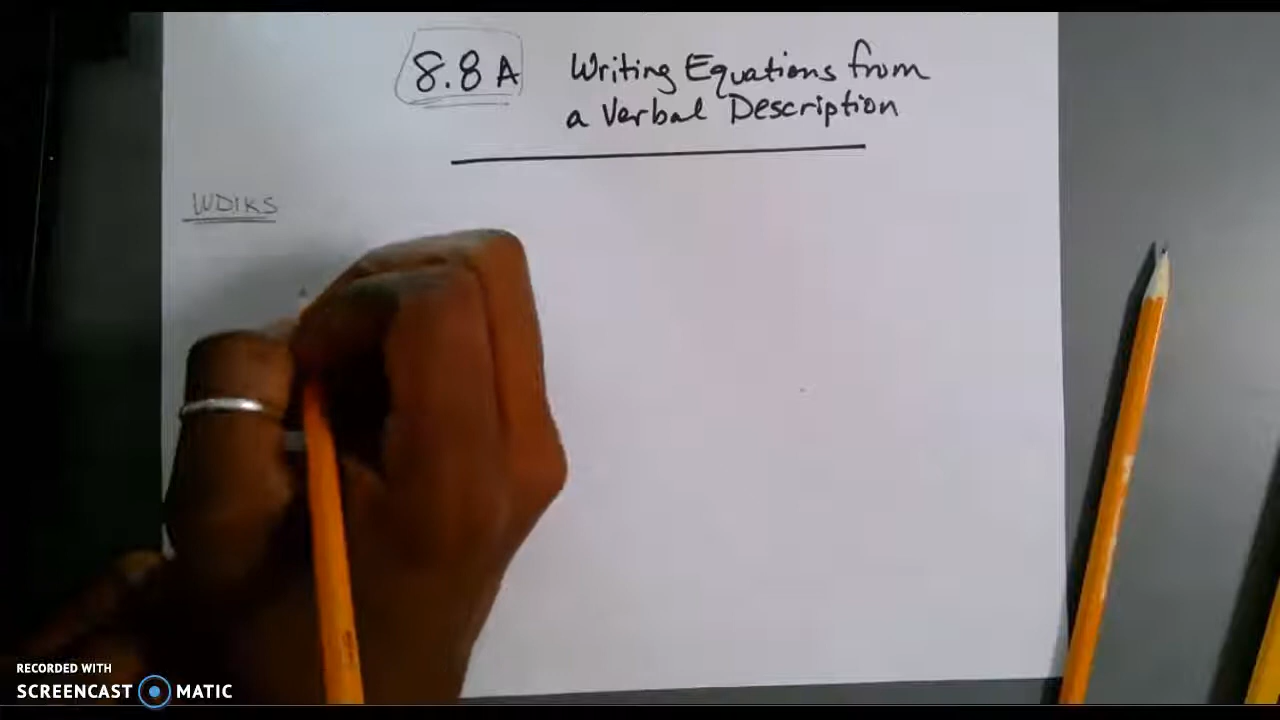 8.8 A Writing Equations from
a Verbal Description
WDIKS
RECORDED WITH
SCREENCAST MATIC